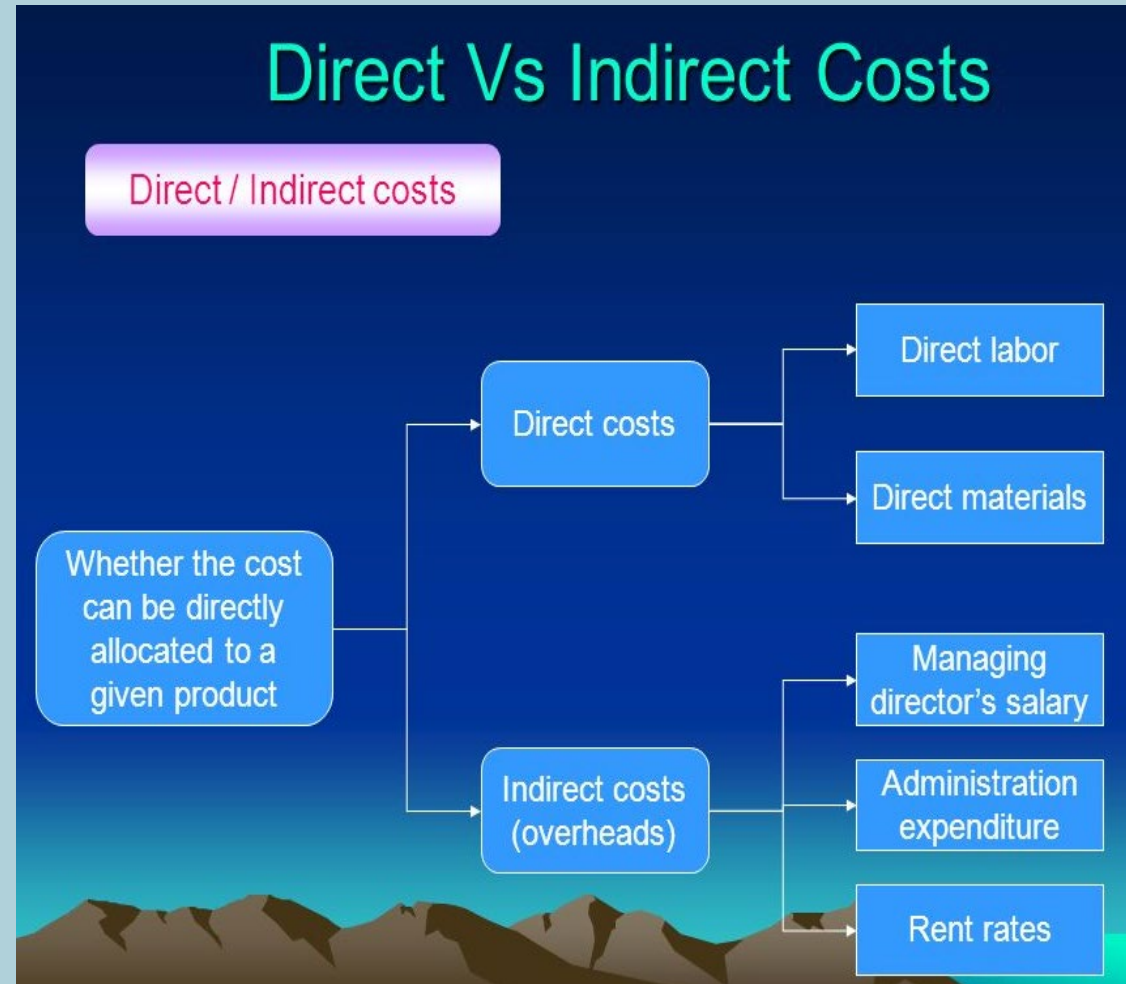 Direct Vs Indirect Costs
Direct / Indirect costs
Whether the cost
can be directly
allocated to a
given product
Direct costs
Direct labor
Direct materials
Indirect costs
(overheads)
Managing
director’s salary
Administration
expenditure
Rent rates